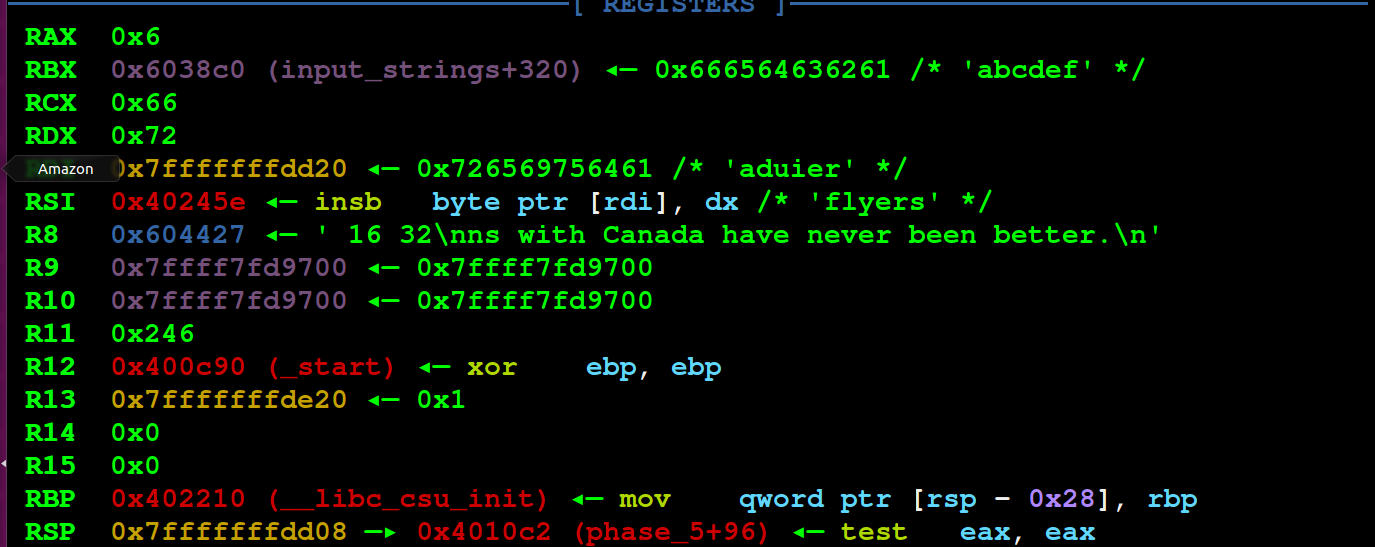 [ REGISTERS ]
RAX 0x6
RBX 0x6038c0 (input_strings+320) ◂— 0x666564636261 /* 'abcdef' */
RCX 0x66
RDX 0x72
Amazon 0x7fffffffdd20 ◂— 0x726569756461 /* 'aduier' */
RSI 0x40245e ◂— insb byte ptr [rdi], dx /* 'flyers' */
R8 0x604427 ◂— ' 16 32\nns with Canada have never been better.\n'
R9 0x7ffff7fd9700 ◂— 0x7ffff7fd9700
R10 0x7ffff7fd9700 ◂— 0x7ffff7fd9700
R11 0x246
R12 0x400c90 (_start) ◂— xor ebp, ebp
R13 0x7fffffffde20 ◂— 0x1
R14 0x0
R15 0x0
RBP 0x402210 (__libc_csu_init) ◂— mov qword ptr [rsp - 0x28], rbp
RSP 0x7fffffffdd08 —▸ 0x4010c2 (phase_5+96) ◂— test eax, eax